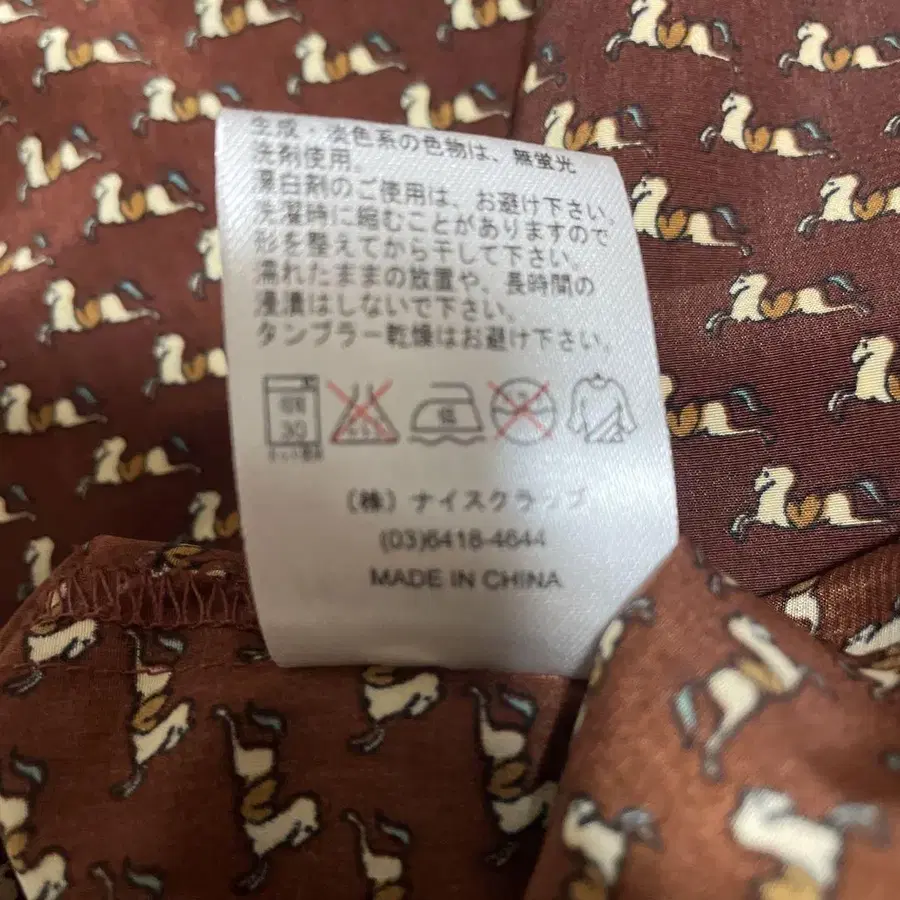 生成・淡色系の色物は、無蛍光
洗剤使用。
漂白剤のご使用は、お避け下さい。
洗濯時に縮むことがありますので
形を整えてから干して下さい。
濡れたままの放置や、長時間の
浸漬はしないで下さい。
タンブラー乾燥はお避け下さい。
30 低
(株) ナイスクラップ
(03)6418-4644
MADE IN CHINA